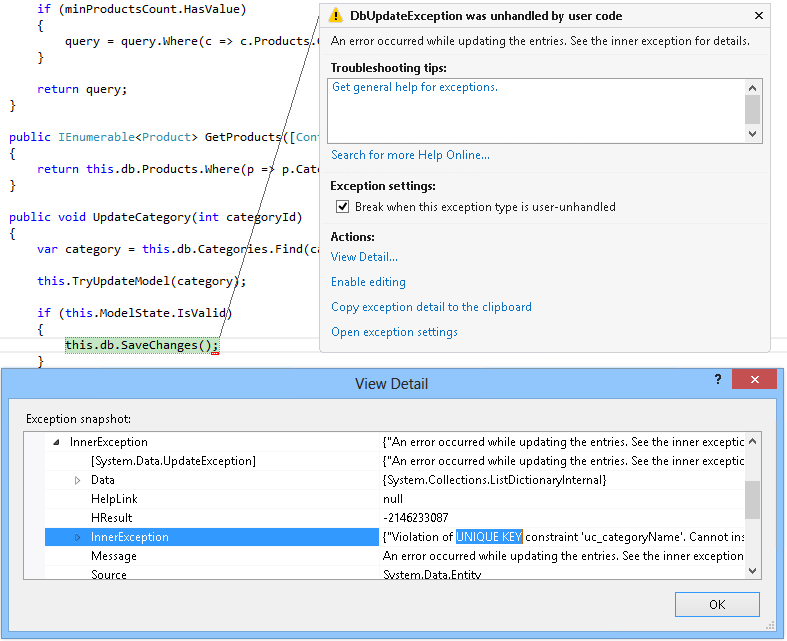 if (minProductsCount.HasValue)
{
query = query.Where(c => c.Products.
}
return query;
}
public IEnumerable<Product> GetProducts([Con
{
return this.db.Products.Where(p => p.Cate
}
public void UpdateCategory(int categoryId)
{
var category = this.db.Categories.Find(ca
this.TryUpdateModel(category);
if (this.ModelState.IsValid)
{
this.db.SaveChanges();
}
DbUpdateException was unhandled by user code
An error occurred while updating the entries. See the inner exception for details.
Troubleshooting tips:
Get general help for exceptions.
Search for more Help Online...
Exception settings:
Break when this exception type is user-unhandled
Actions:
View Detail...
Enable editing
Copy exception detail to the clipboard
Open exception settings
View Detail
?
Exception snapshot:
InnerException {"An error occurred while updating the entries. See the inner exceptic
[System.Data.UpdateException] {"An error occurred while updating the entries. See the inner exceptic
Data {System.Collections.ListDictionaryInternal}
HelpLink null
HResult -2146233087
InnerException {"Violation of UNIQUE KEY constraint 'uc_categoryName'. Cannot ins
Message An error occurred while updating the entries. See the inner exception
Source System.Data.Entity
OK